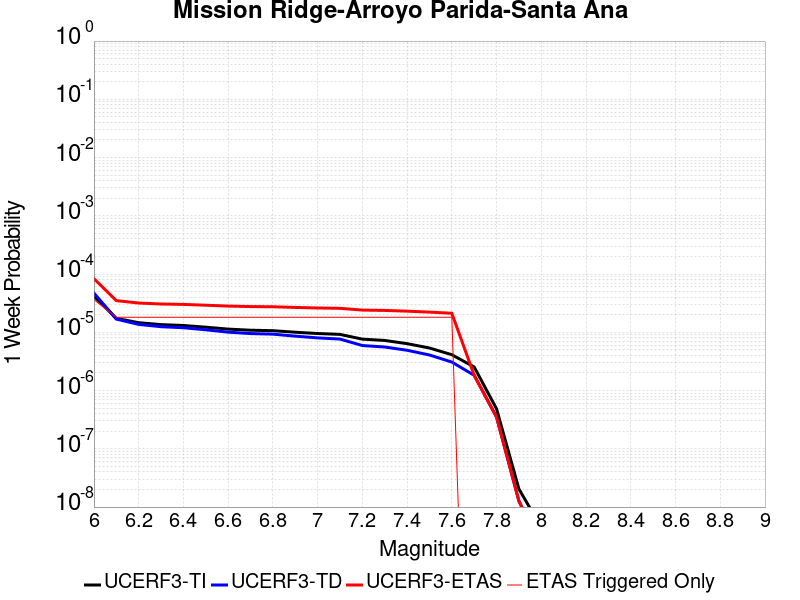 Mission Ridge-Arroyo Parida-Santa Ana
10^0
10^-1
10^-2
10^-3
10^-4
10^-5
10^-6
10^-7
10^-8
1 Week Probability
6 6.2 6.4 6.6 6.8 7 7.2 7.4 7.6 7.8 8 8.2 8.4 8.6 8.8 9
Magnitude
UCERF3-TI UCERF3-TD UCERF3-ETAS ETAS Triggered Only